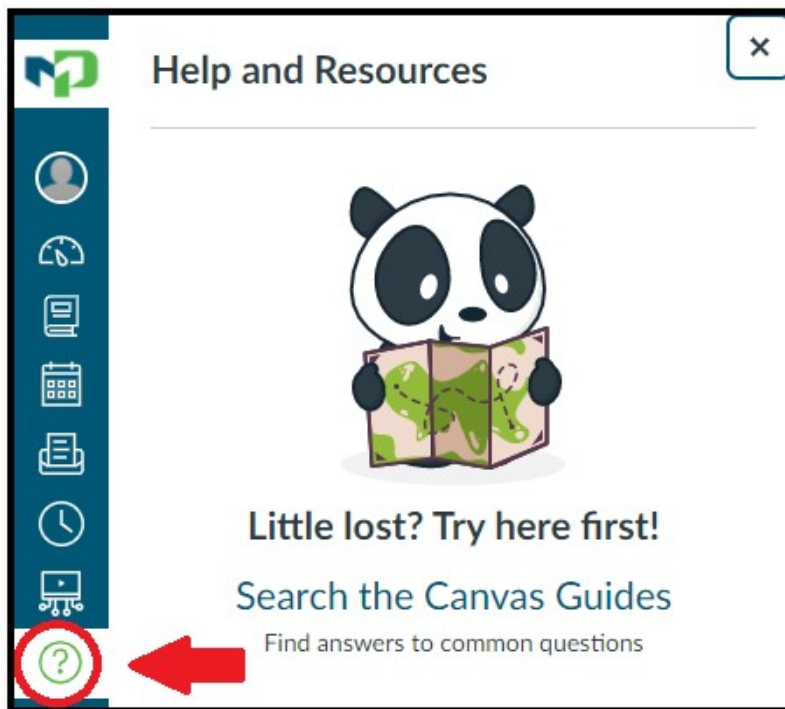 Help and Resources
Little lost? Try here first!
Search the Canvas Guides
Find answers to common questions